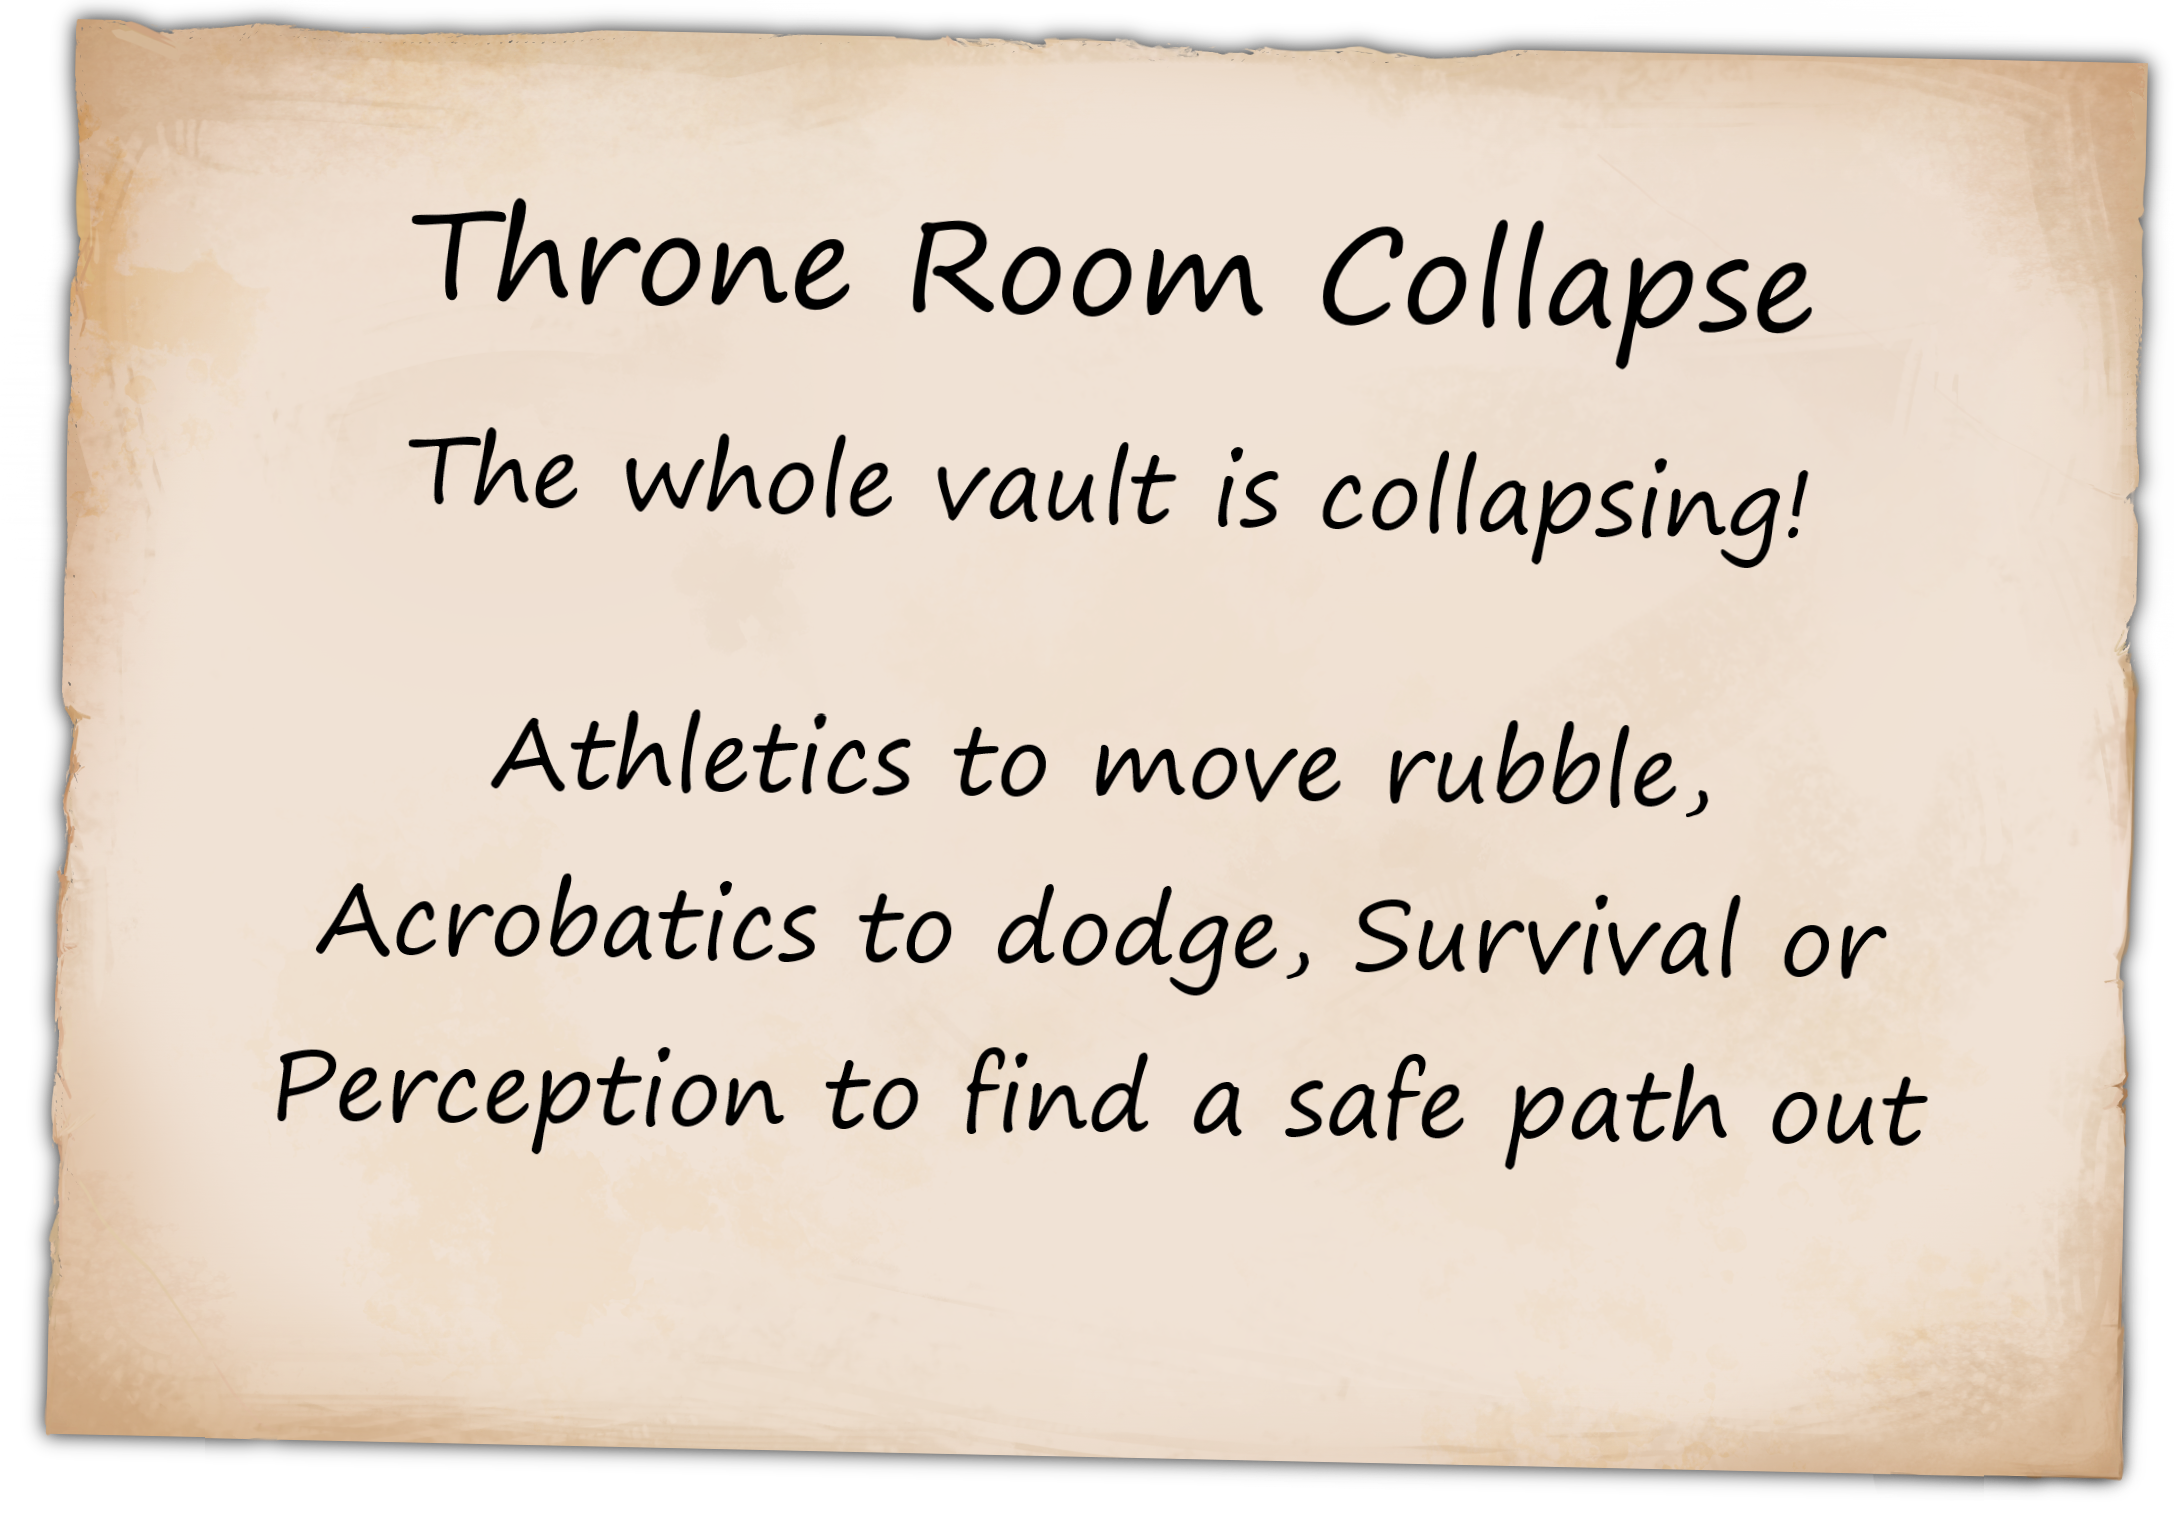 Throne Room Collapse
The whole vault is collapsing!
Athletics to move rubble,
Acrobatics to dodge, Survival or
Perception to find a safe path out